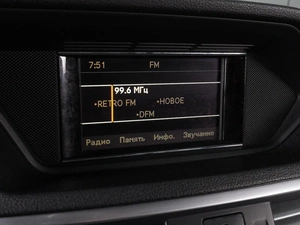 7:51 FM
99.6 МГц
•RETRO FM •НОВОЕ
•DFM
Радио Память Инфо. Звучание